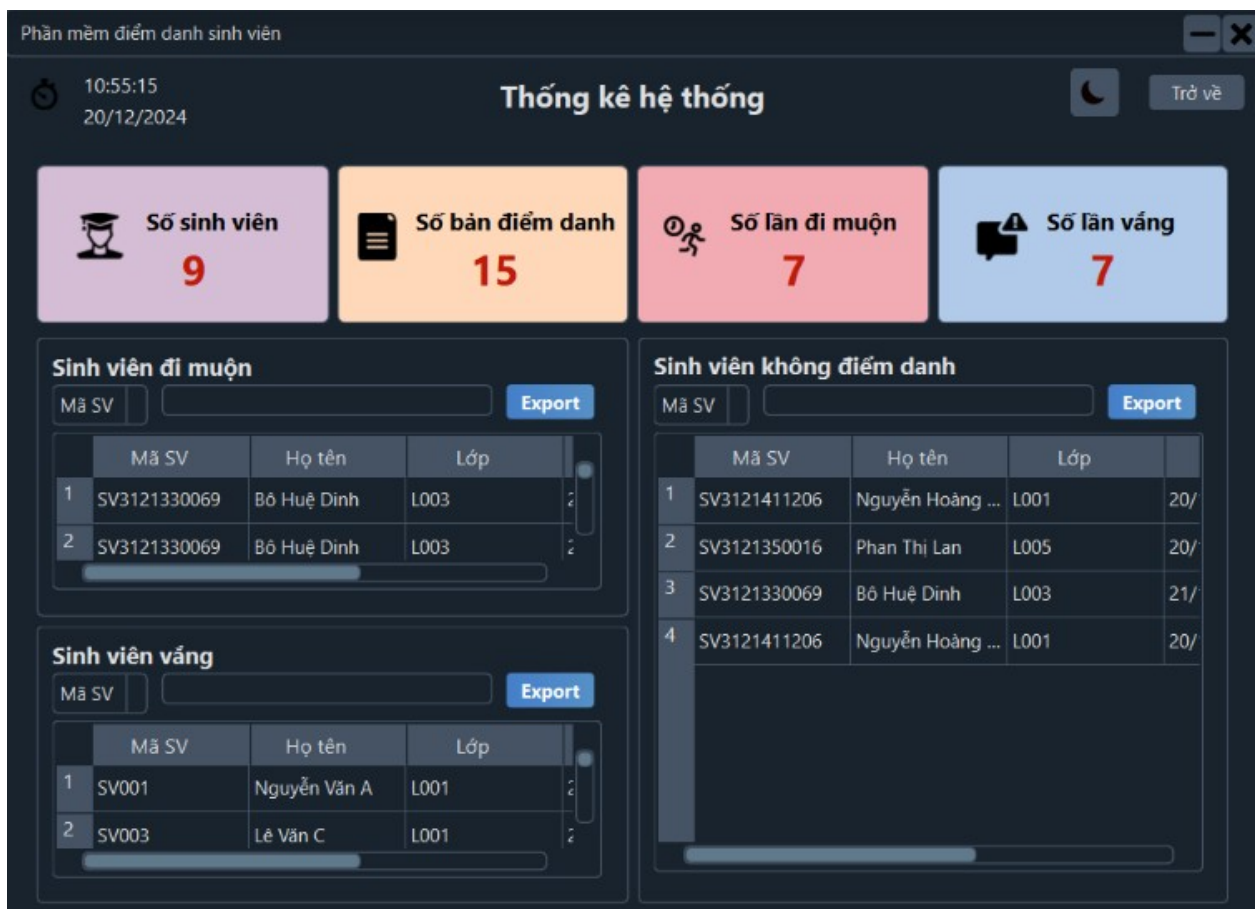 Phần mềm điểm danh sinh viên
10:55:15
20/12/2024
Thống kê hệ thống
Trở về
Số sinh viên
9
Số bản điểm danh
15
Số lần đi muộn
7
Số lần vắng
7
Sinh viên đi muộn
Mã SV
Export
Mã SV Họ tên Lớp
1 SV3121330069 Bô Huệ Dinh L003 2
2 SV3121330069 Bô Huệ Dinh L003 2
Sinh viên vắng
Mã SV
Export
Mã SV Họ tên Lớp
1 SV001 Nguyễn Văn A L001 2
2 SV003 Lê Văn C L001 2
Sinh viên không điểm danh
Mã SV
Export
Mã SV Họ tên Lớp
1 SV3121411206 Nguyễn Hoàng ... L001 20/
2 SV3121350016 Phan Thị Lan L005 20/
3 SV3121330069 Bô Huệ Dinh L003 21/
4 SV3121411206 Nguyễn Hoàng ... L001 20/